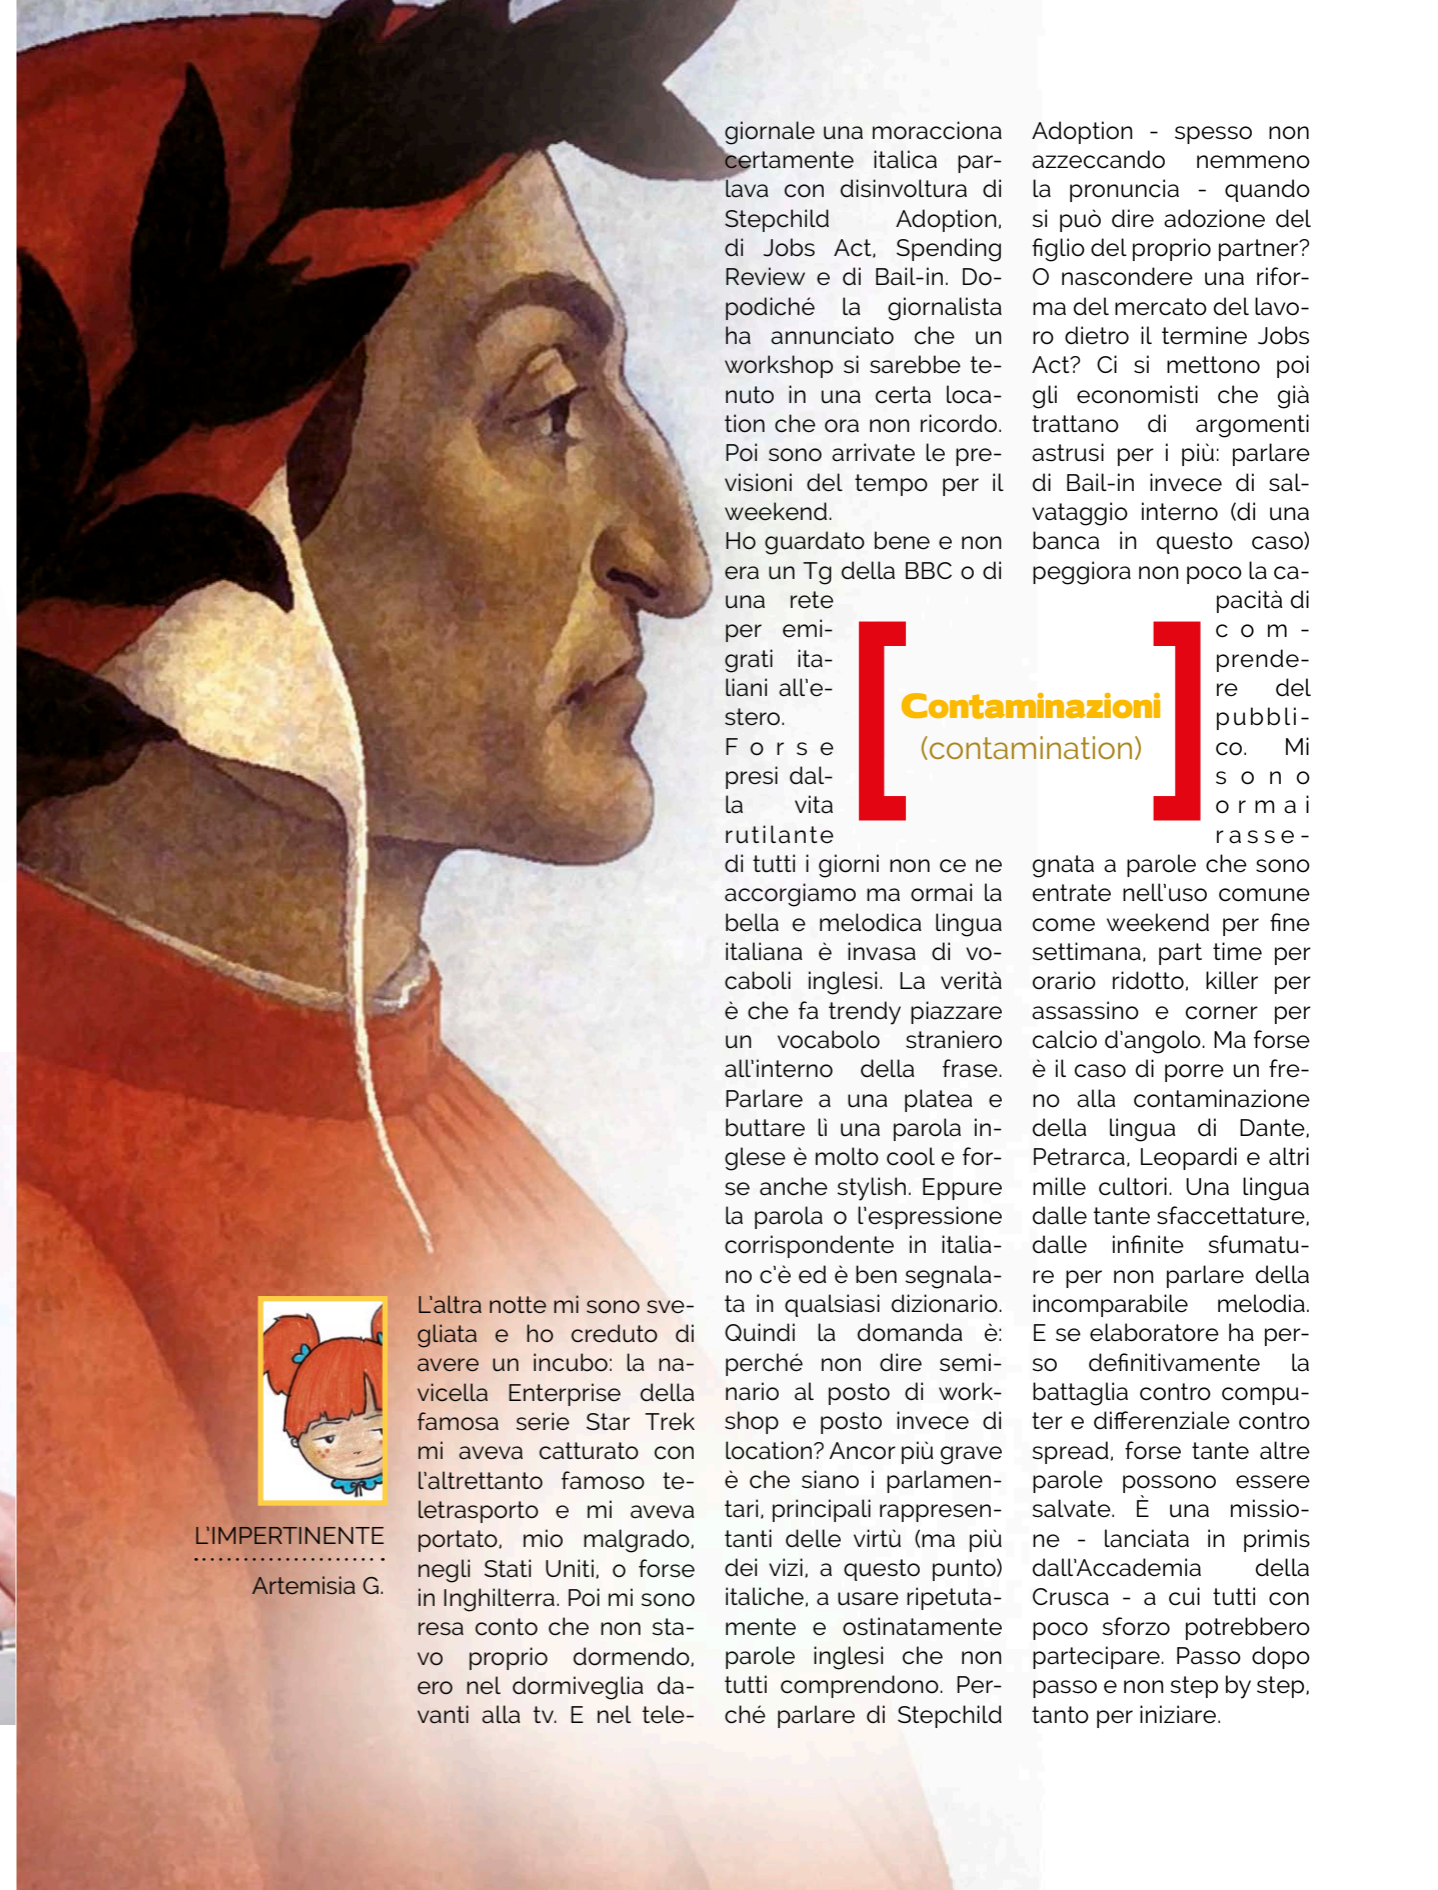 Contaminazioni
(contamination)
L'IMPERTINENTE
Artemisia G.
L'altra notte mi sono sve-
gliata e ho creduto di
avere un incubo: la na-
vicella Enterprise della
famosa serie Star Trek
mi aveva catturato con
l'altrettanto famoso te-
letrasporto e mi aveva
portato, mio malgrado,
negli Stati Uniti, o forse
in Inghilterra. Poi mi sono
resa conto che non sta-
vo proprio dormendo,
ero nel dormiveglia da-
vanti alla tv. E nel tele-
giornale una moracciona
certamente italica par-
lava con disinvoltura di
Stepchild Adoption,
di Jobs Act, Spending
Review e di Bail-in. Do-
podiché la giornalista
ha annunciato che un
workshop si sarebbe te-
nuto in una certa loca-
tion che ora non ricordo.
Poi sono arrivate le pre-
visioni del tempo per il
weekend.
Ho guardato bene e non
era un Tg della BBC o di
una rete
per emi-
grati ita-
liani all'e-
stero.
Forse
presi dal-
la vita
rutilante
di tutti i giorni non ce ne
accorgiamo ma ormai la
bella e melodica lingua
italiana è invasa di vo-
caboli inglesi. La verità
è che fa trendy piazzare
un vocabolo straniero
all'interno della frase.
Parlare a una platea e
buttare lì una parola in-
glese è molto cool e for-
se anche stylish. Eppure
la parola o l'espressione
corrispondente in italia-
no c'è ed è ben segnala-
ta in qualsiasi dizionario.
Quindi la domanda è:
perché non dire semi-
nario al posto di work-
shop e posto invece di
location? Ancor più grave
è che siano i parlamen-
tari, principali rappresen-
tanti delle virtù (ma più
dei vizi, a questo punto)
italiche, a usare ripetuta-
mente e ostinatamente
parole inglesi che non
tutti comprendono. Per-
ché parlare di Stepchild
Adoption - spesso non
azzeccando nemmeno
la pronuncia - quando
si può dire adozione del
figlio del proprio partner?
O nascondere una rifor-
ma del mercato del lavo-
ro dietro il termine Jobs
Act? Ci si mettono poi
gli economisti che già
trattano di argomenti
astrusi per i più: parlare
di Bail-in invece di sal-
vataggio interno (di una
banca in questo caso)
peggiora non poco la ca-
pacità di
com-
prende-
re del
pubbli-
co. Mi
sono
ormai
rasse-
gnata a parole che sono
entrate nell'uso comune
come weekend per fine
settimana, part time per
orario ridotto, killer per
assassino e corner per
calcio d'angolo. Ma forse
è il caso di porre un fre-
no alla contaminazione
della lingua di Dante,
Petrarca, Leopardi e altri
mille cultori. Una lingua
dalle tante sfaccettature,
dalle infinite sfumatu-
re per non parlare della
incomparabile melodia.
E se elaboratore ha per-
so definitivamente la
battaglia contro compu-
ter e differenziale contro
spread, forse tante altre
parole possono essere
salvate. È una missio-
ne - lanciata in primis
dall'Accademia della
Crusca - a cui tutti con
poco sforzo potrebbero
partecipare. Passo dopo
passo e non step by step,
tanto per iniziare.